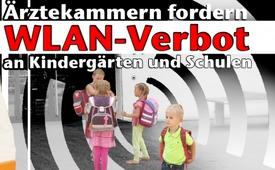 Ärztekammern fordern
WLAN-Verbot
an Kindergärten und Schulen